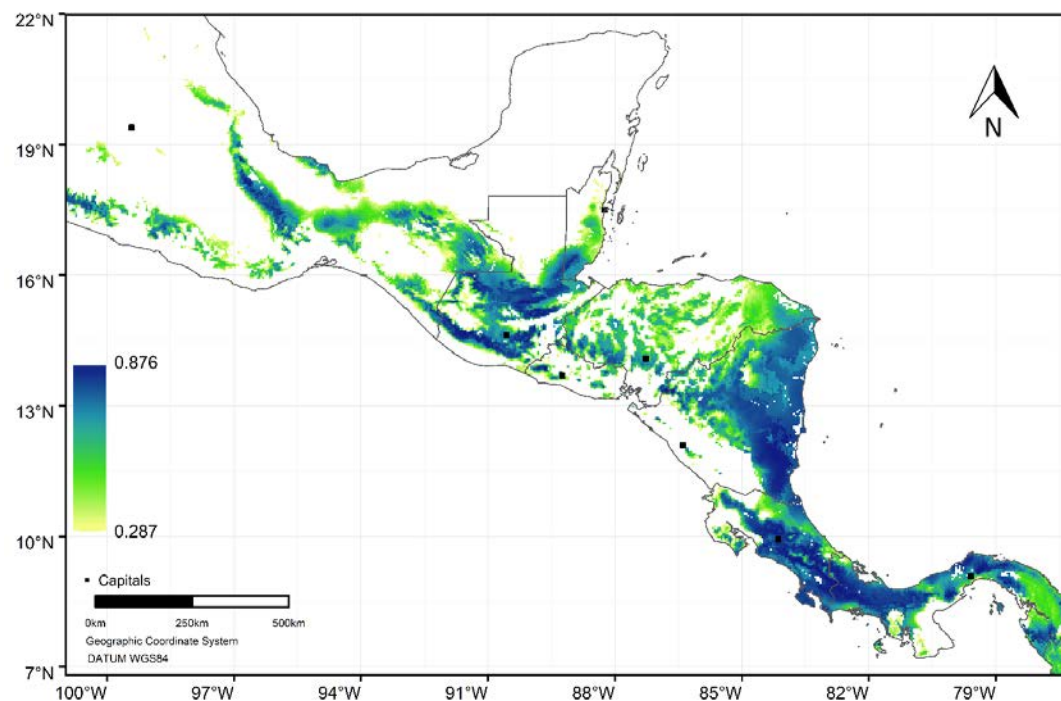 22°N
19°N
16°N
13°N
10°N
7°N
N
0.876
0.287
Capitals
0km 250km 500km
Geographic Coordinate System
DATUM WGS84
100°W 97°W 94°W 91°W 88°W 85°W 82°W 79°W